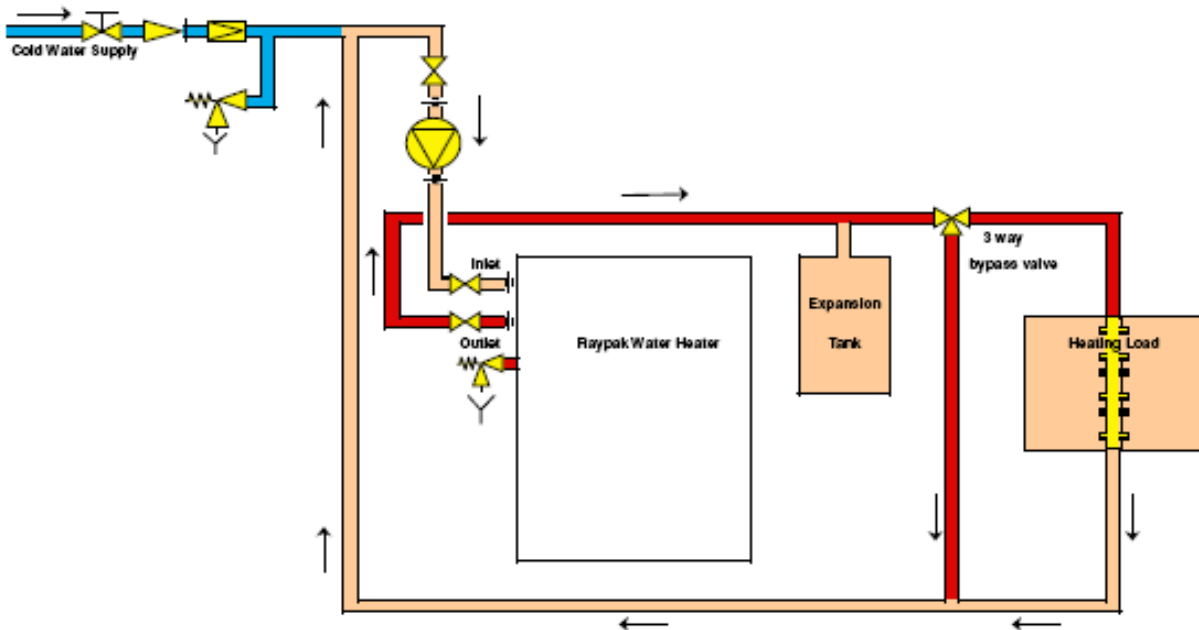 Cold Water Supply
3 way
bypass valve
Inlet
Expansion
Tank
Outlet
Raypak Water Heater
Heating Load